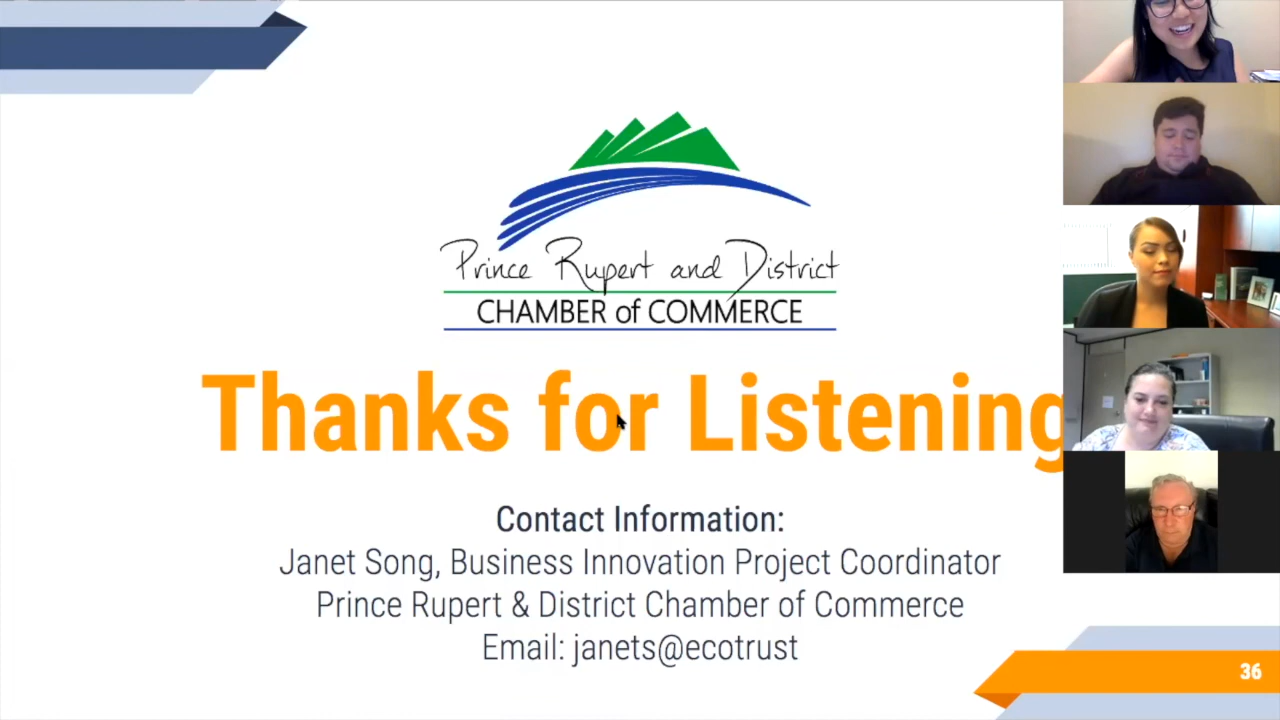 Prince Rupert and District
CHAMBER of COMMERCE
Thanks for Listening
Contact Information:
Janet Song, Business Innovation Project Coordinator
Prince Rupert & District Chamber of Commerce
Email: janets@ecotrust
36